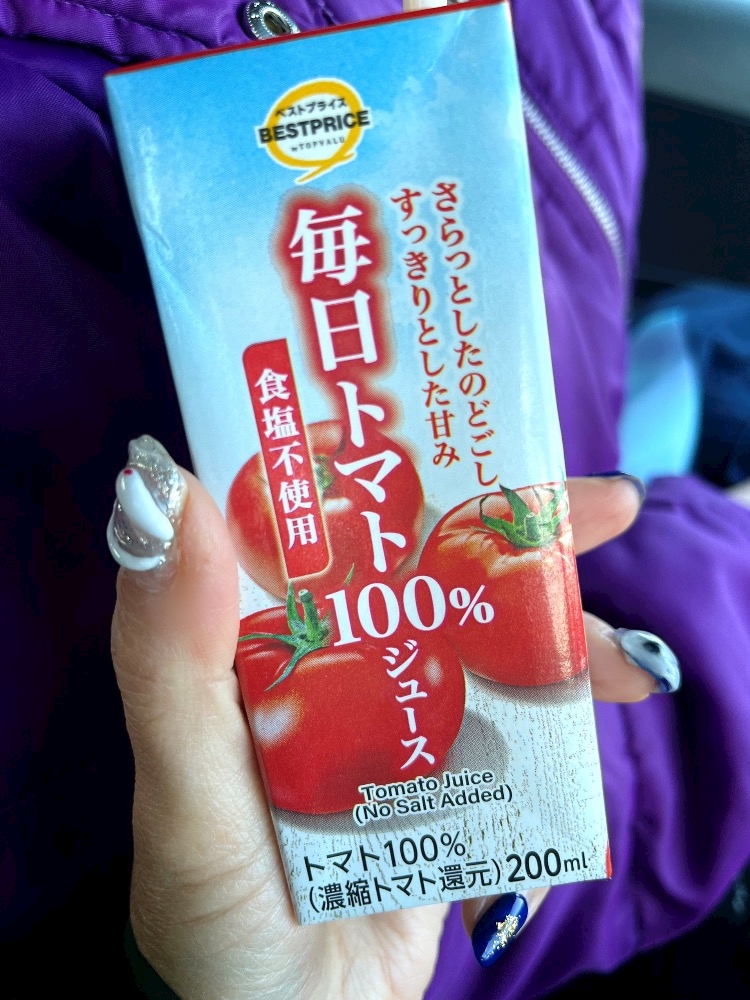 ベストプライス
BESTPRICE
by TOPVALU
さらっとしたのどごし
すっきりとした甘み
毎日トマト
100%
ジュース
食塩不使用
Tomato Juice
(No Salt Added)
トマト100%
(濃縮トマト還元) 200ml